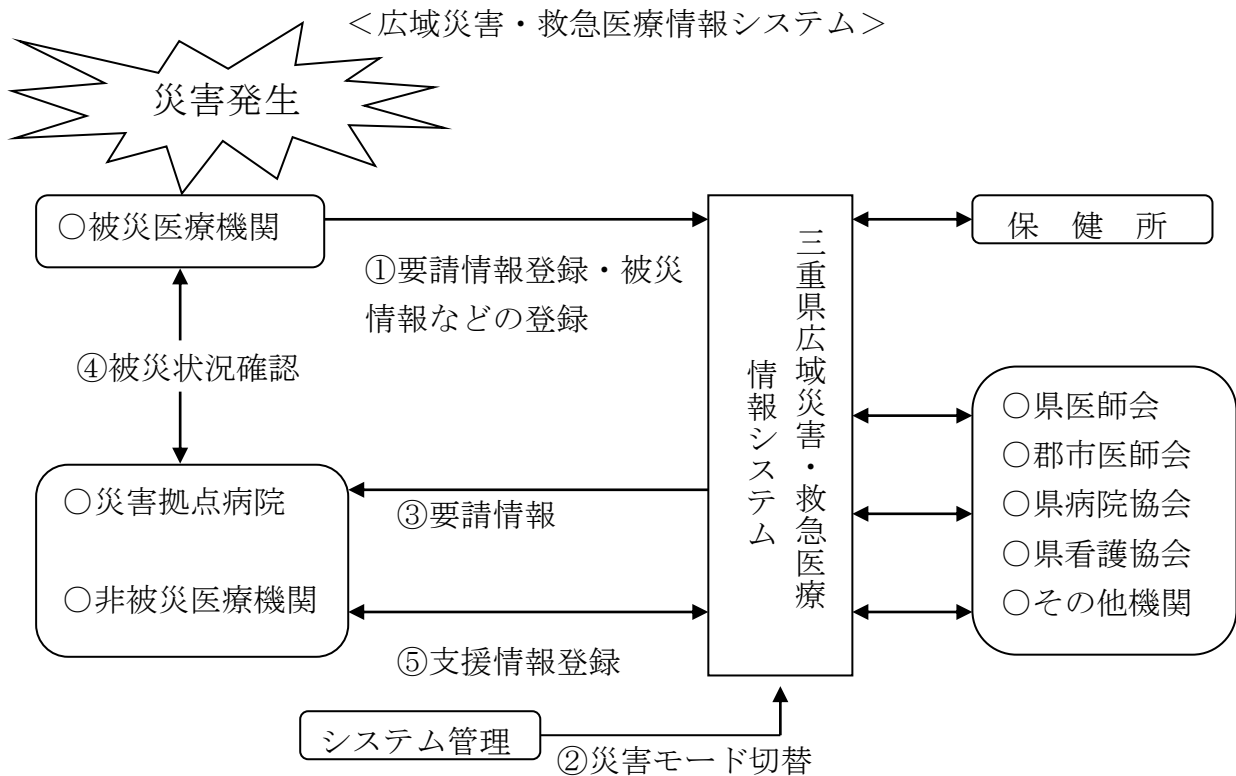 ＜広域災害・救急医療情報システム＞
災害発生
○被災医療機関
①要請情報登録・被災
情報などの登録
④被災状況確認
○災害拠点病院
○非被災医療機関
③要請情報
⑤支援情報登録
システム管理
②災害モード切替
三重県広域災害・救急医療
情報システム
保　健　所
○県医師会
○郡市医師会
○県病院協会
○県看護協会
○その他機関